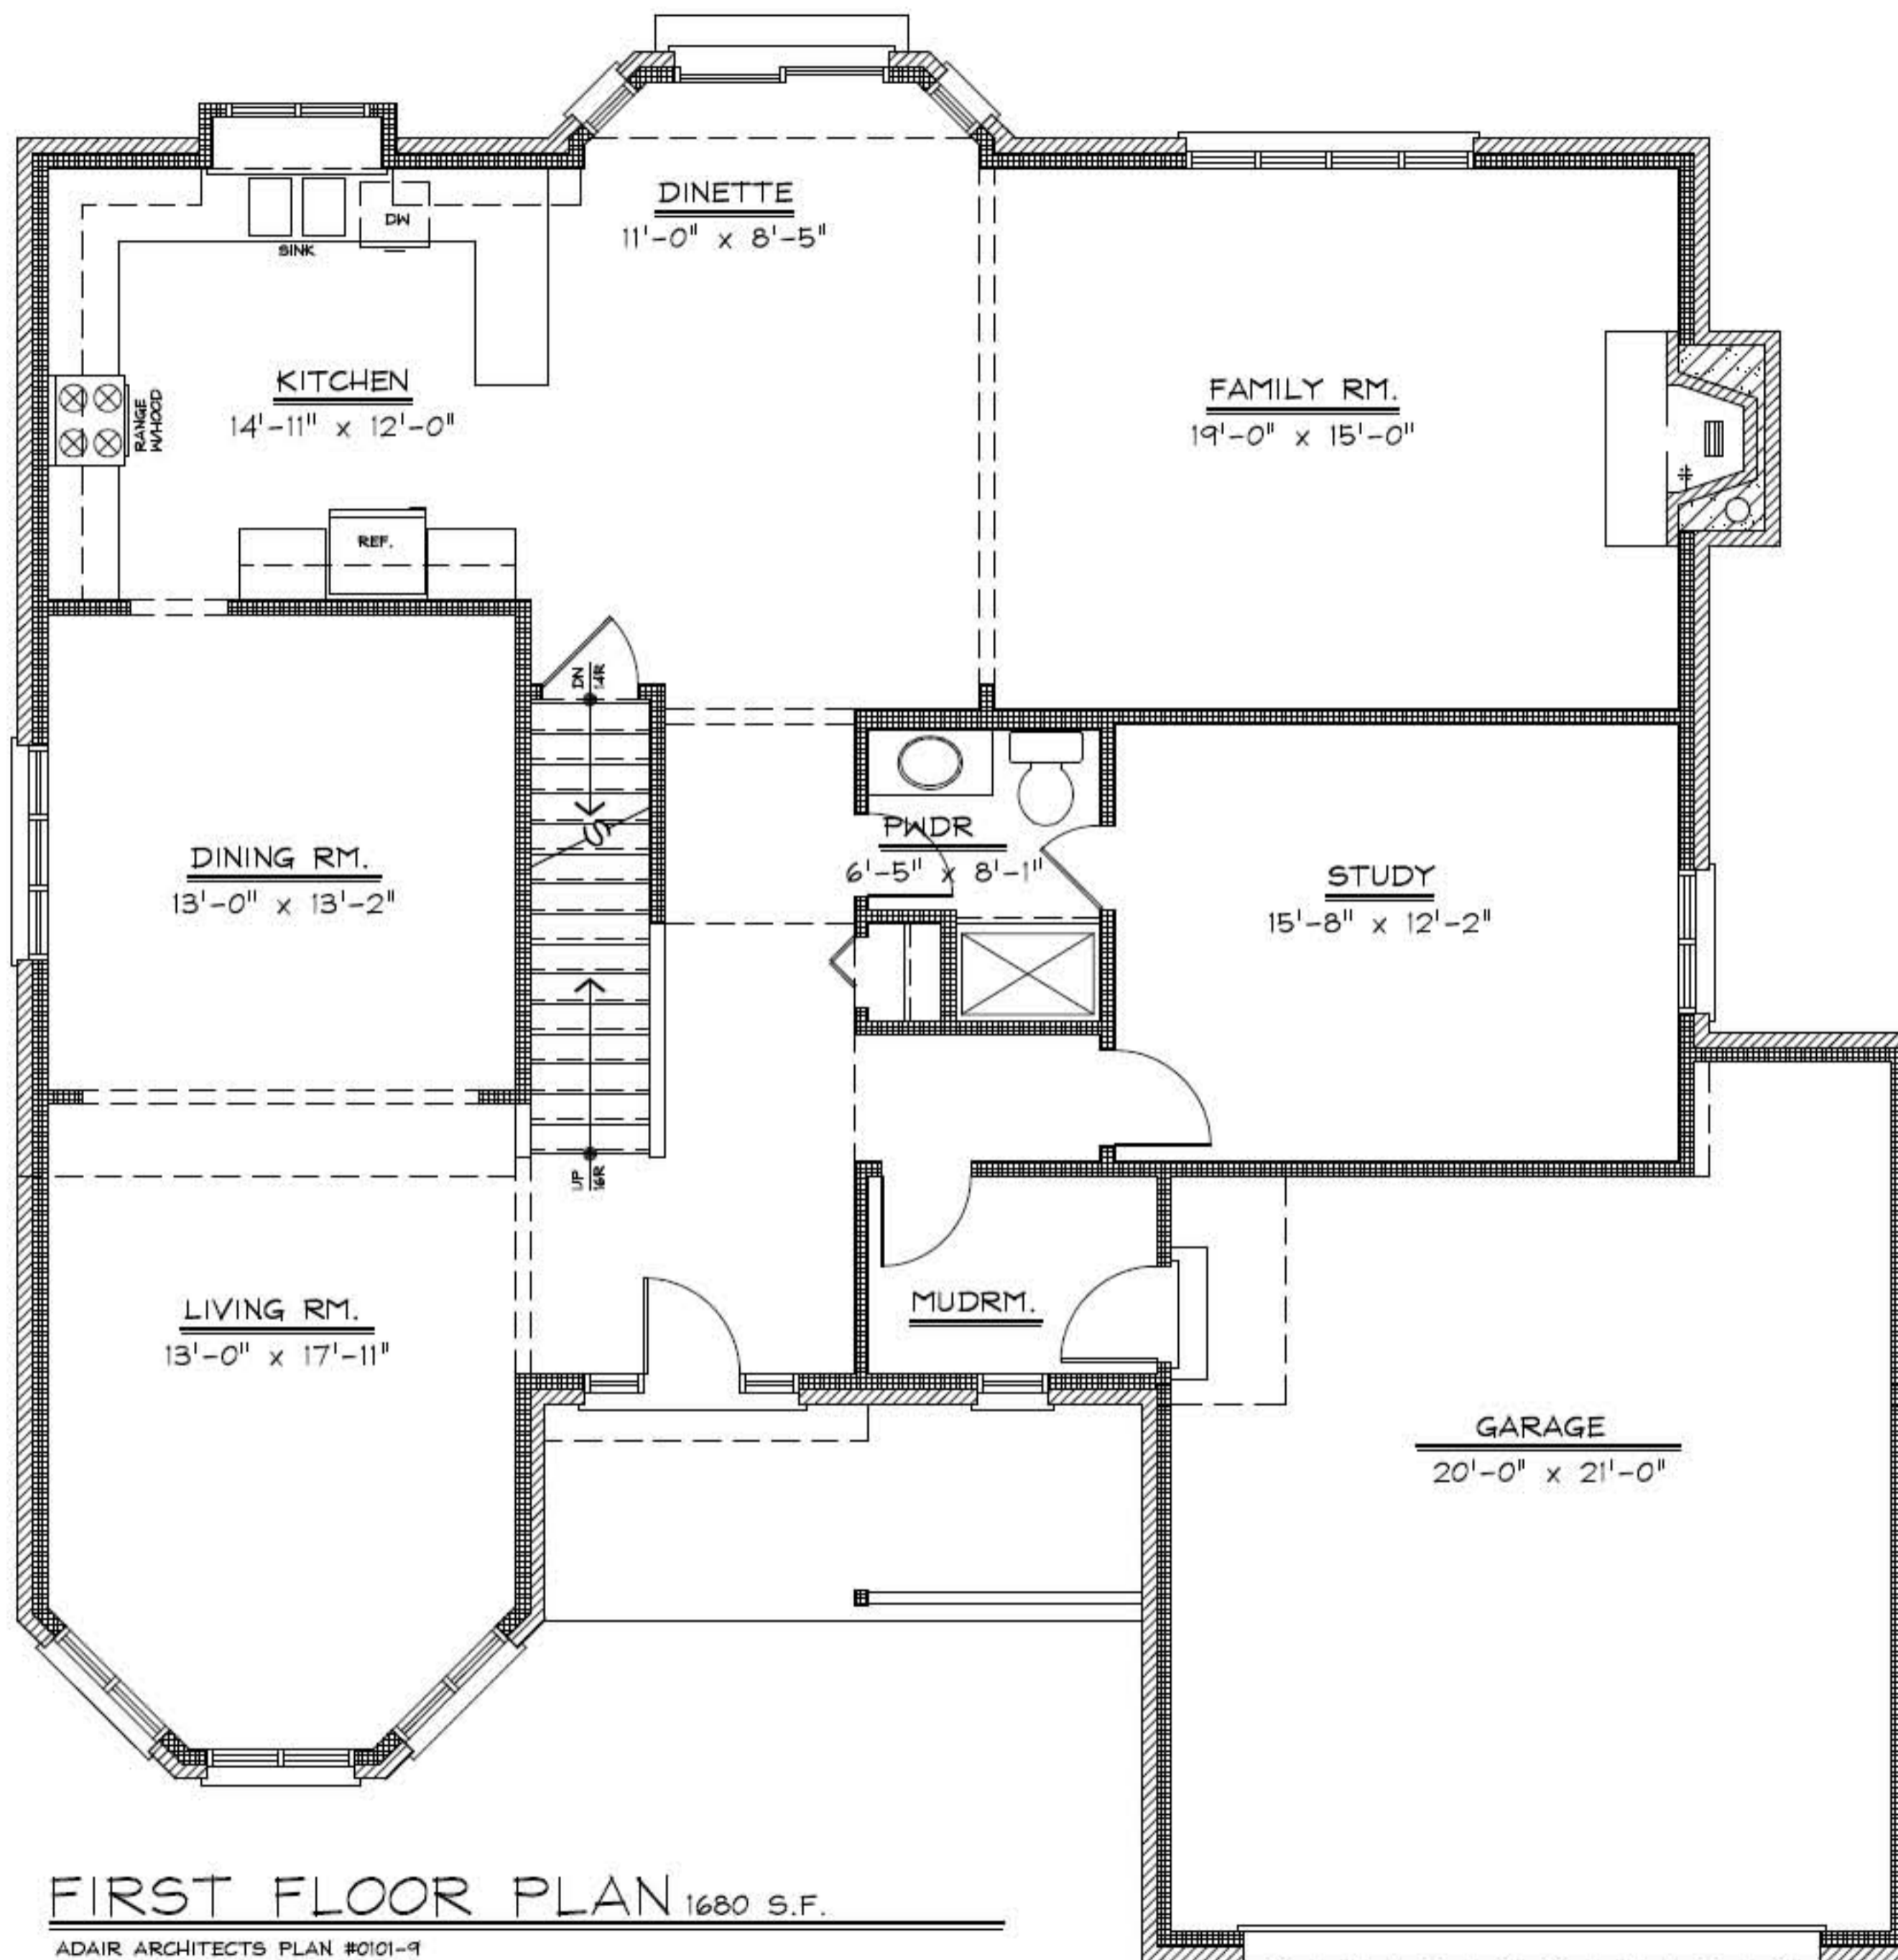 DINETTE
11'-0" x 8'-5"
DW
SINK
KITCHEN
14'-11" x 12'-0"
RANGE
W/HOOD
FAMILY RM.
19'-0" x 15'-0"
REF.
DN
14R
PWDR
6'-5" x 8'-1"
DINING RM.
13'-0" x 13'-2"
STUDY
15'-8" x 12'-2"
UP
16R
LIVING RM.
13'-0" x 17'-11"
MUDRM.
GARAGE
20'-0" x 21'-0"
FIRST FLOOR PLAN 1680 S.F.
ADAIR ARCHITECTS PLAN #0101-9